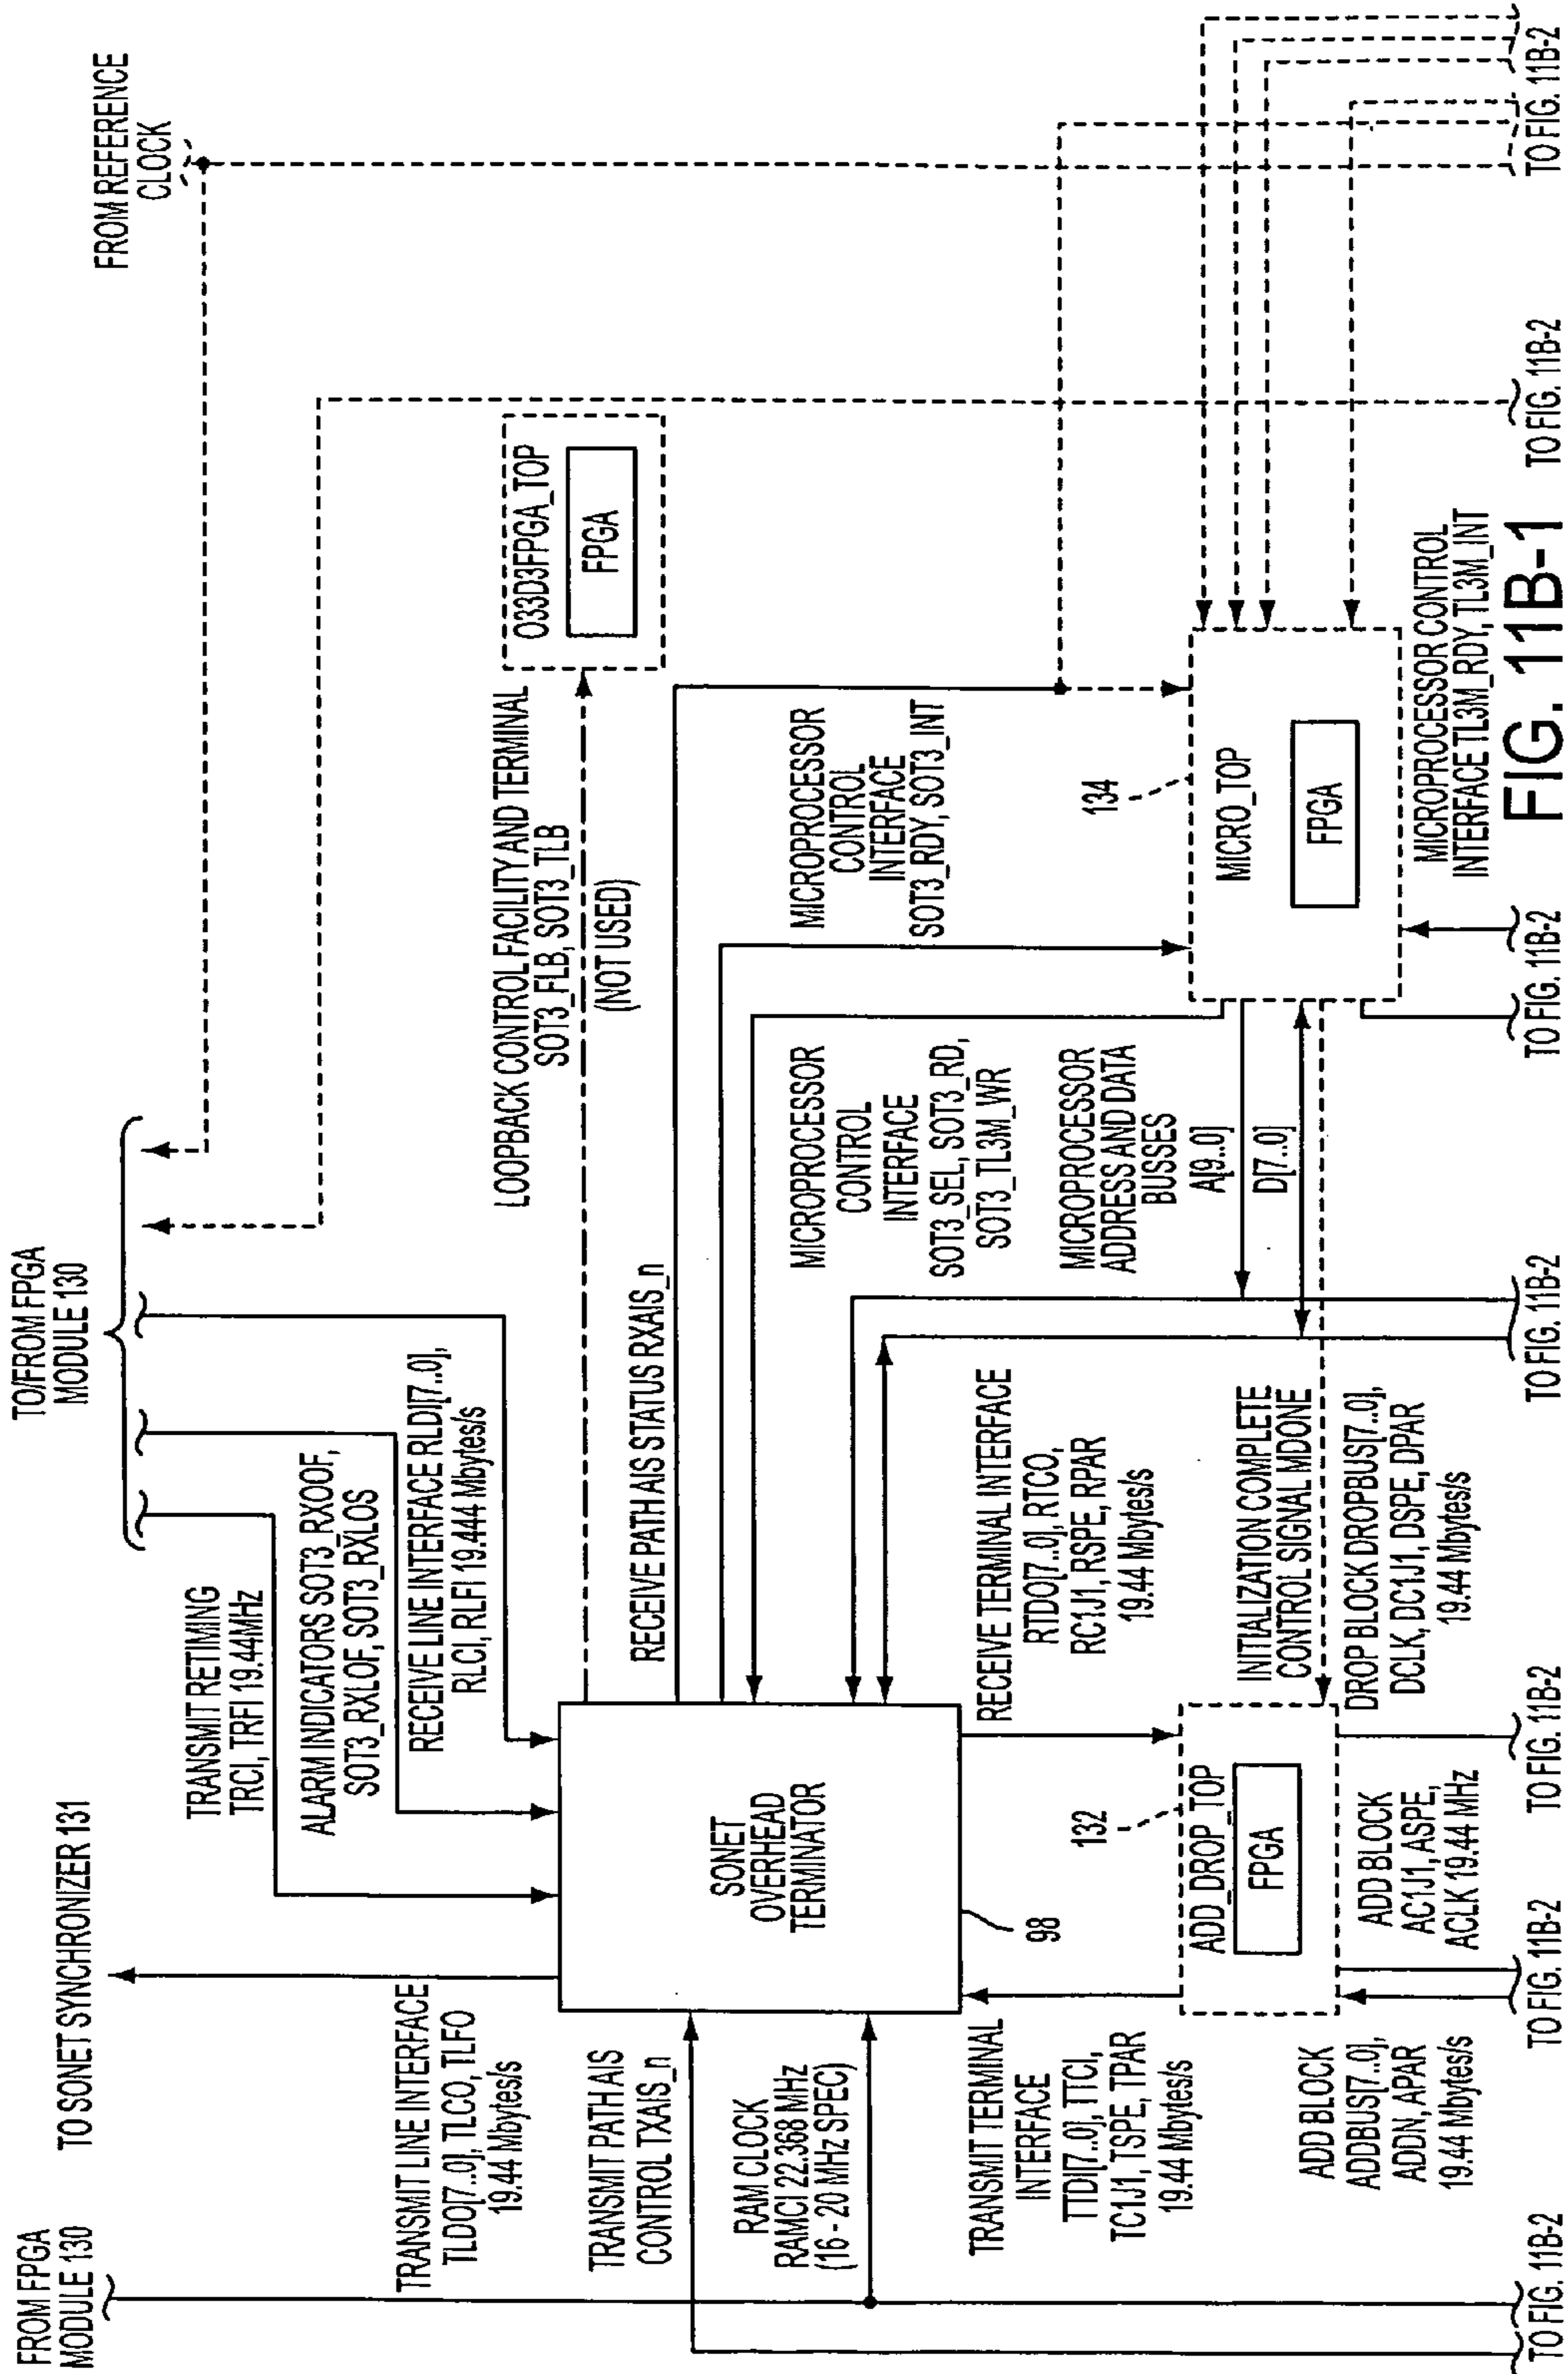 FROM FPGA
MODULE 130
TO SONET SYNCHRONIZER 131
TO/FROM FPGA
MODULE 130
FROM REFERENCE
CLOCK
TRANSMIT RETIMING
TRCI, TRFI 19.44MHz
ALARM INDICATORS SOT3_RXOOF,
SOT3_RXLOF, SOT3_RXLOS
RECEIVE LINE INTERFACE RLDI[7..0],
RLCI, RLFI 19.444 Mbytes/s
TRANSMIT LINE INTERFACE
TLDO[7..0], TLCO, TLFO
19.44 Mbytes/s
TRANSMIT PATH AIS
CONTROL TXAIS_n
RAM CLOCK
RAMCI 22.368 MHz
(16 - 20 MHz SPEC)
SONET
OVERHEAD
TERMINATOR
98
LOOPBACK CONTROL FACILITY AND TERMINAL
SOT3_FLB, SOT3_TLB
(NOT USED)
O33D3FPGA_TOP
FPGA
RECEIVE PATH AIS STATUS RXAIS_n
MICROPROCESSOR
CONTROL
INTERFACE
SOT3_RDY, SOT3_INT
MICROPROCESSOR
CONTROL
INTERFACE
SOT3_SEL, SOT3_RD,
SOT3_TL3M_WR
MICROPROCESSOR
ADDRESS AND DATA
BUSSES
A[9..0]
D[7..0]
134
MICRO_TOP
FPGA
TRANSMIT TERMINAL
INTERFACE
TTDI[7..0], TTCI,
TC1J1, TSPE, TPAR
19.44 Mbytes/s
RECEIVE TERMINAL INTERFACE
RTDO[7..0], RTCO,
RC1J1, RSPE, RPAR
19.44 Mbytes/s
132
ADD_DROP_TOP
FPGA
INITIALIZATION COMPLETE
CONTROL SIGNAL MDONE
ADD BLOCK
ADDBUS[7..0],
ADDN, APAR
19.44 Mbytes/s
ADD BLOCK
AC1J1, ASPE,
ACLK 19.44 MHz
DROP BLOCK DROPBUS[7..0],
DCLK, DC1J1, DSPE, DPAR
19.44 Mbytes/s
MICROPROCESSOR CONTROL
INTERFACE TL3M_RDY, TL3M_INT
TO FIG. 11B-2
TO FIG. 11B-2
TO FIG. 11B-2
TO FIG. 11B-2
TO FIG. 11B-2
TO FIG. 11B-2
TO FIG. 11B-2
TO FIG. 11B-2
FIG. 11B-1